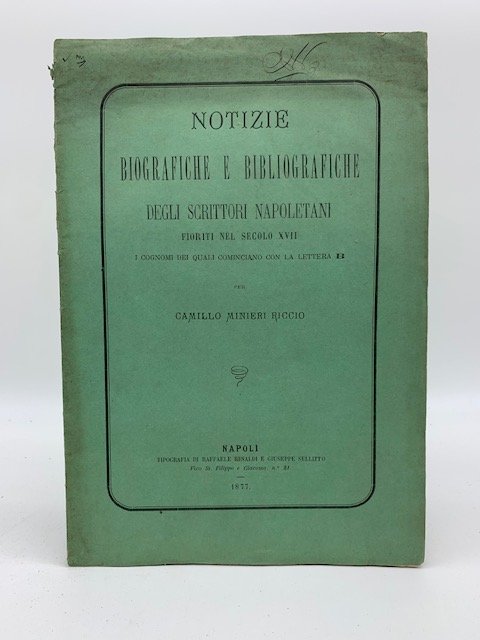 NOTIZIE
BIOGRAFICHE E BIBLIOGRAFICHE
DEGLI SCRITTORI NAPOLETANI
FIORITI NEL SECOLO XVII
I COGNOMI DEI QUALI COMINCIANO CON LA LETTERA B
PER
CAMILLO MINIERI RICCIO
NAPOLI
TIPOGRAFIA DI RAFFAELE RINALDI E GIUSEPPE SELLITTO
Vico St. Filippo e Giacomo, n.° 21.
1877.